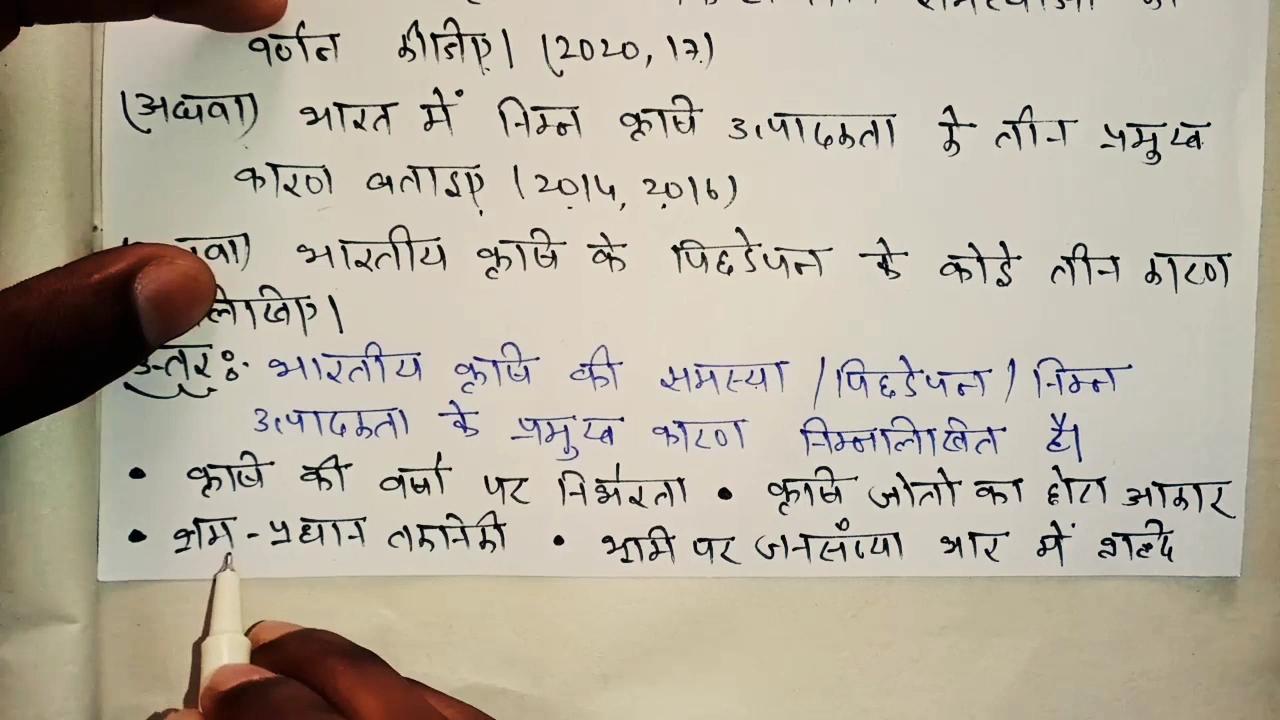 वर्णन कीजिए। (2020, 17)
(अथवा) भारत में निम्न कृषि उत्पादकता के तीन प्रमुख
कारण बताइए (2014, 2016)
भारतीय कृषि के पिछडेपन के कोई तीन कारण
लिखिए।
उत्तर:- भारतीय कृषि की समस्या / पिछडेपन / निम्न
उत्पादकता के प्रमुख कारण निम्नलिखित है।
• कृषि की वर्षा पर निर्भरता • कृषि जोतो का छोटा आकार
• श्रम-प्रधान तकनिकी • भूमि पर जनसँख्या भार में वृद्धि